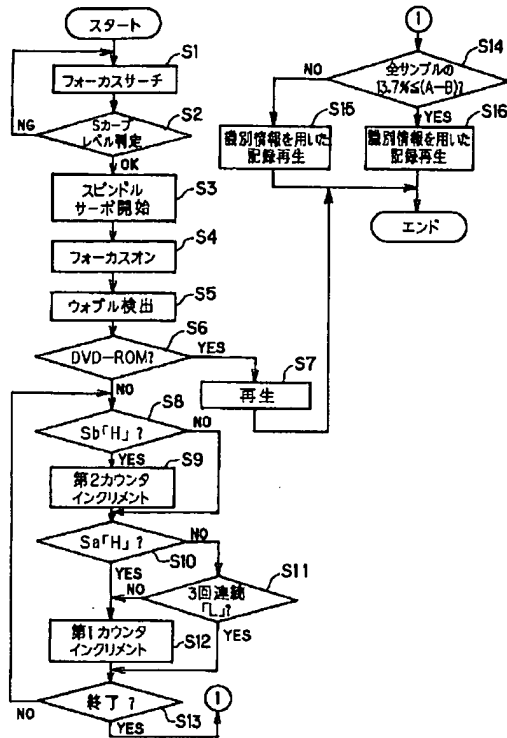 スタート
S1
フォーカスサーチ
S2
Sカーブ
レベル判定
NG
OK
S3
スピンドル
サーボ開始
S4
フォーカスオン
S5
ウォブル検出
S6
DVD-ROM?
YES
NO
S7
再生
S8
Sb「H」?
NO
YES
S9
第2カウンタ
インクリメント
Sa「H」?
NO
S10
YES
S11
3回連続
「L」?
NO
YES
第1カウンタ
インクリメント
S12
終了?
NO
S13
YES
1
1
S14
全サンプルの
13.7%≤(A-B)?
NO
YES
S15
識別情報を用いた
記録再生
S16
識別情報を用いた
記録再生
エンド